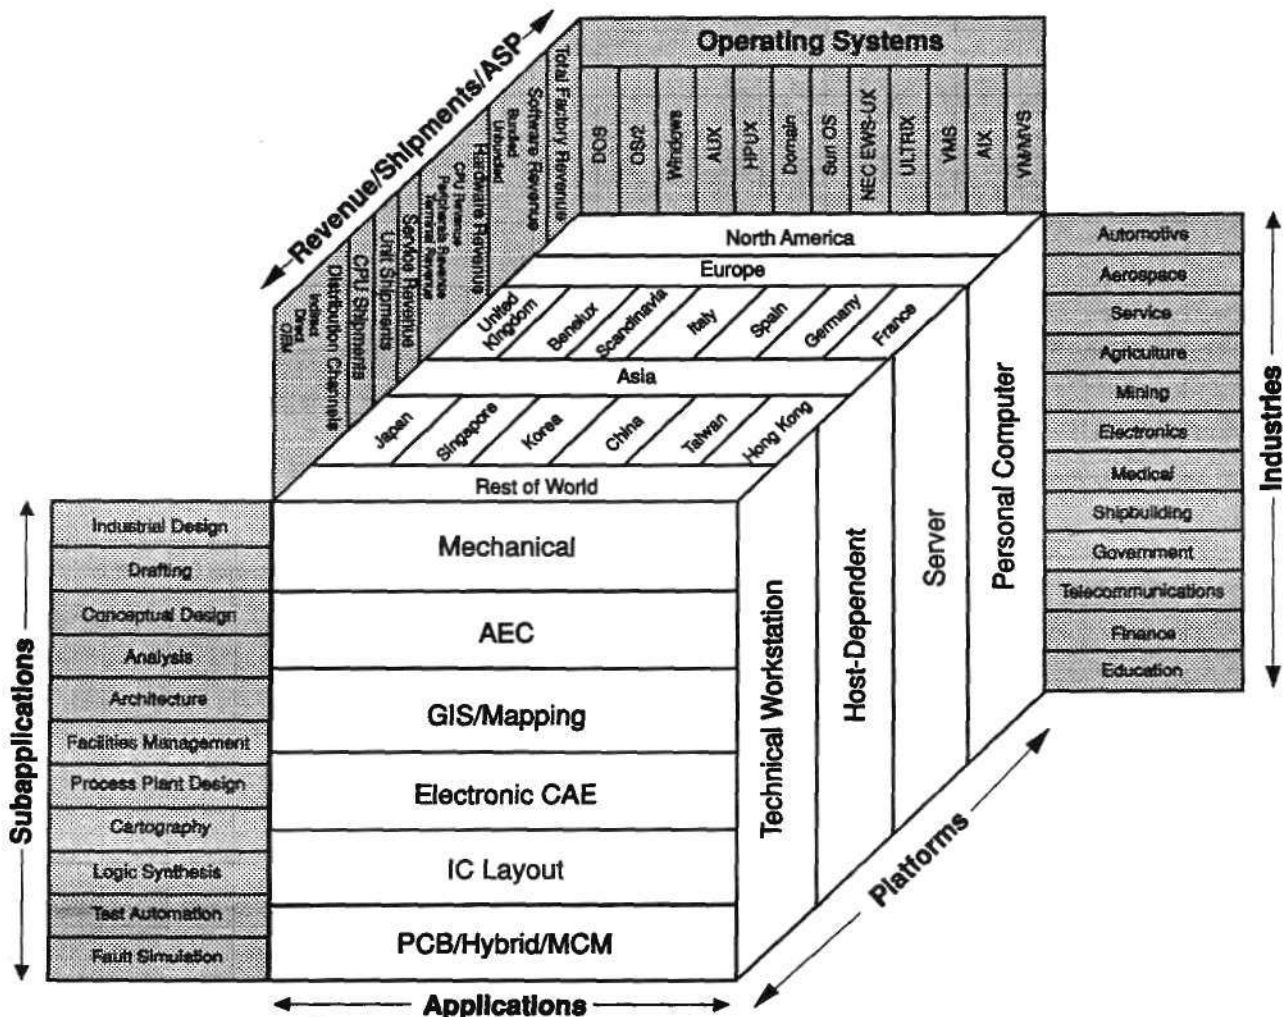 Revenue/Shipments/ASP
Total Factory Revenue
Software Revenue
Bundled
Unbundled
Hardware Revenue
CPU Revenue
Peripherals Revenue
Terminal Revenue
Service Revenue
Unit Shipments
CPU Shipments
Distribution Channels
Indirect
Direct
OEM
Operating Systems
DOS
OS/2
Windows
AUX
HPUX
Domain
Sun OS
NEC EWS-UX
ULTRIX
VMS
AIX
VM/MVS
North America
Europe
United
Kingdom
Benelux
Scandinavia
Italy
Spain
Germany
France
Asia
Japan
Singapore
Korea
China
Taiwan
Hong Kong
Rest of World
Subapplications
Industrial Design
Drafting
Conceptual Design
Analysis
Architecture
Facilities Management
Process Plant Design
Cartography
Logic Synthesis
Test Automation
Fault Simulation
Mechanical
AEC
GIS/Mapping
Electronic CAE
IC Layout
PCB/Hybrid/MCM
Applications
Technical Workstation
Host-Dependent
Server
Personal Computer
Platforms
Automotive
Aerospace
Service
Agriculture
Mining
Electronics
Medical
Shipbuilding
Government
Telecommunications
Finance
Education
Industries